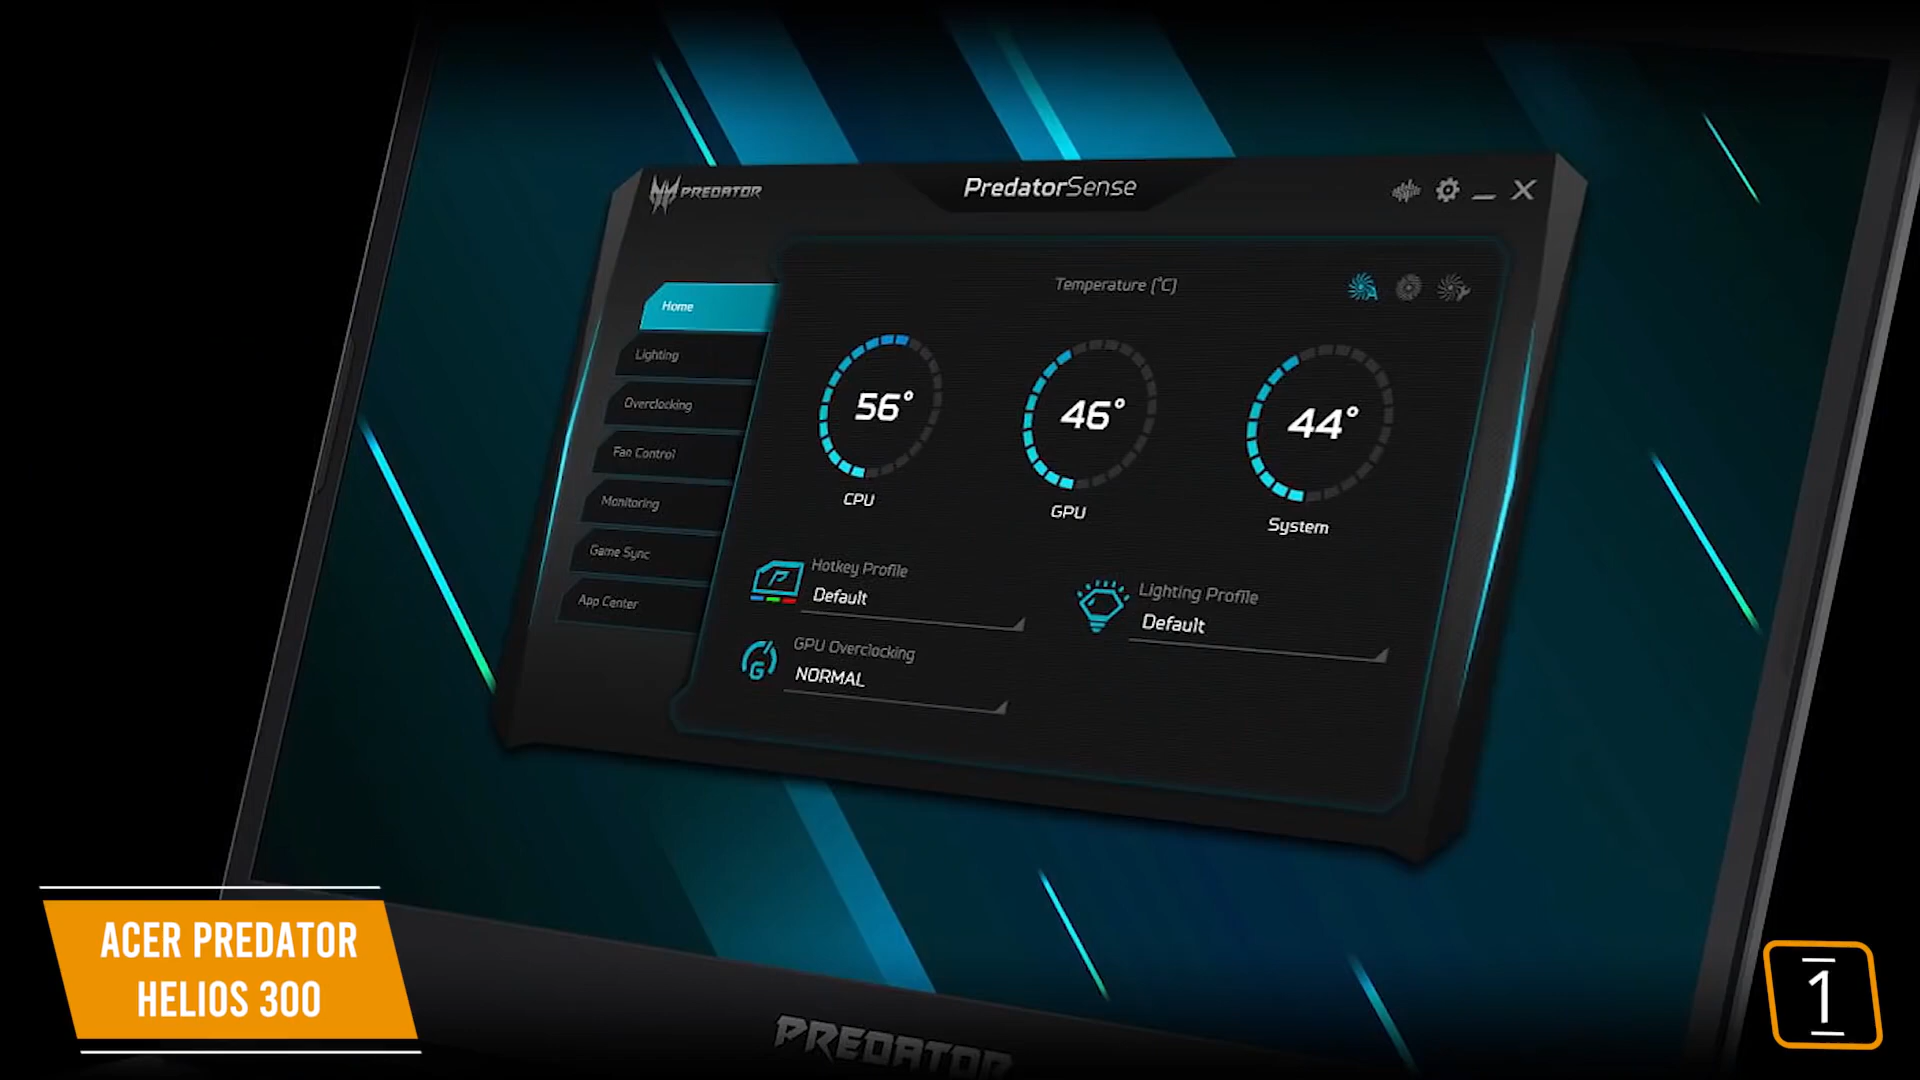 PREDATOR
PredatorSense
Home
Lighting
Overclocking
Fan Control
Monitoring
Game Sync
App Center
Temperature (°C)
56°
CPU
46°
GPU
44°
System
Hotkey Profile
Default
Lighting Profile
Default
GPU Overclocking
NORMAL
PREDATOR
ACER PREDATOR
HELIOS 300
1